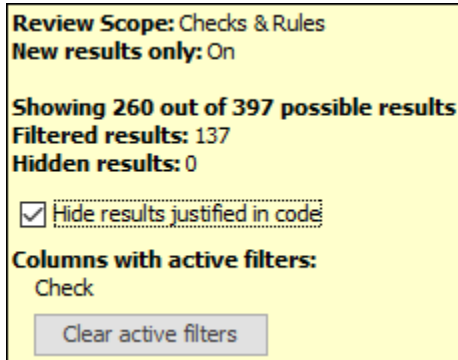 Review Scope: Checks & Rules
New results only: On
Showing 260 out of 397 possible results
Filtered results: 137
Hidden results: 0
Hide results justified in code
Columns with active filters:
Check
Clear active filters